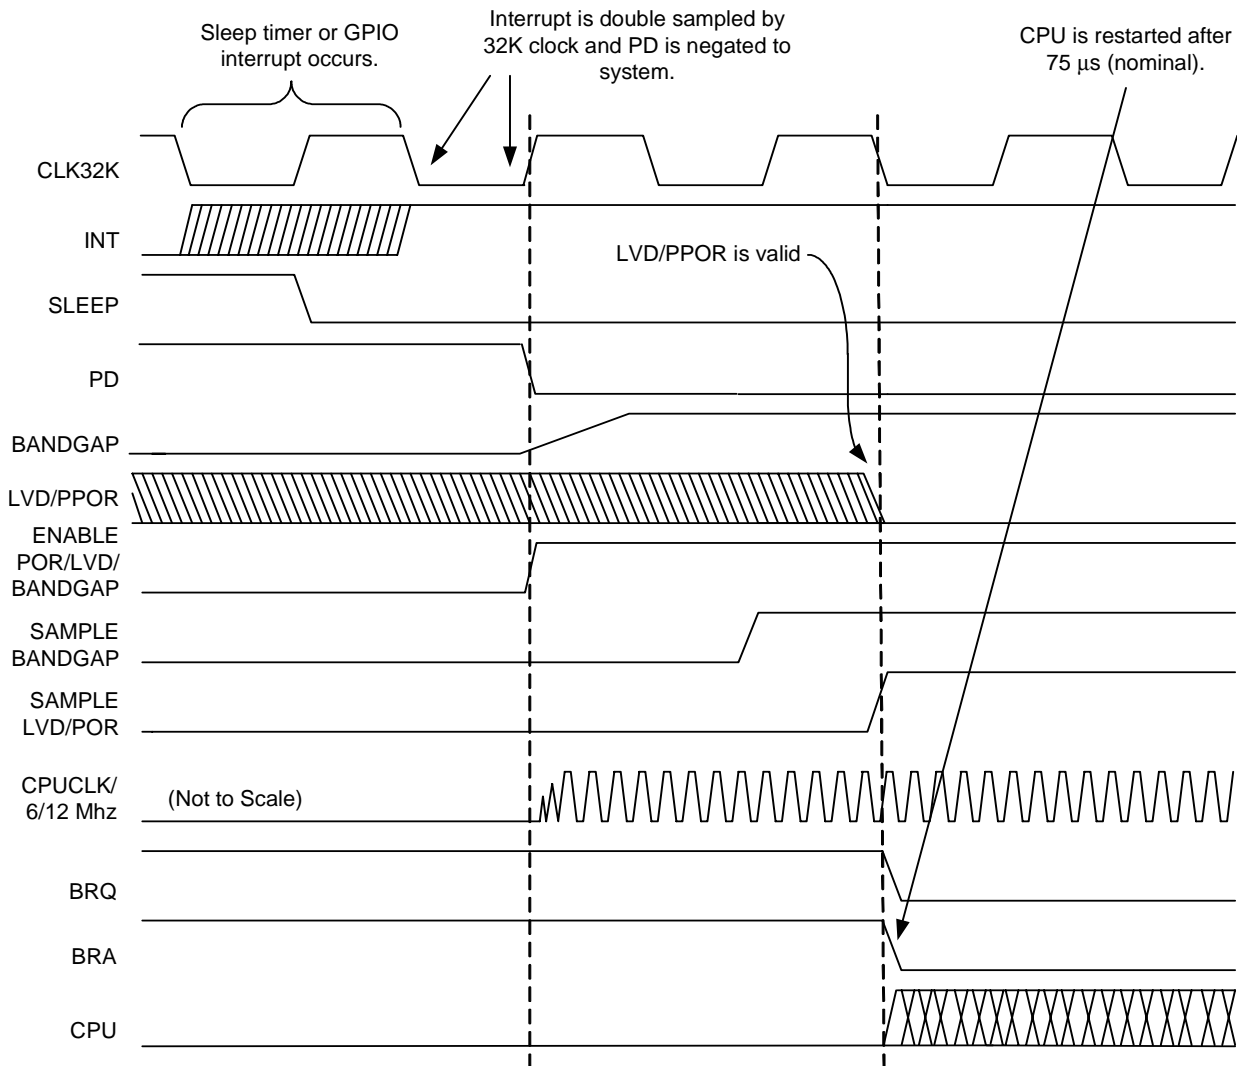 Sleep timer or GPIO
interrupt occurs.
Interrupt is double sampled by
32K clock and PD is negated to
system.
CPU is restarted after
75 μs (nominal).
CLK32K
INT
LVD/PPOR is valid
SLEEP
PD
BANDGAP
LVD/PPOR
ENABLE
POR/LVD/
BANDGAP
SAMPLE
BANDGAP
SAMPLE
LVD/POR
CPUCLK/
6/12 Mhz
(Not to Scale)
BRQ
BRA
CPU